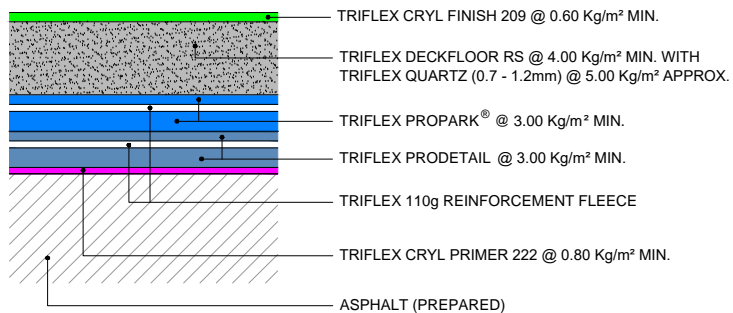 TRIFLEX CRYL FINISH 209 @ 0.60 Kg/m² MIN.
TRIFLEX DECKFLOOR RS @ 4.00 Kg/m² MIN. WITH
TRIFLEX QUARTZ (0.7 - 1.2mm) @ 5.00 Kg/m² APPROX.
TRIFLEX PROPARK® @ 3.00 Kg/m² MIN.
TRIFLEX PRODETAIL @ 3.00 Kg/m² MIN.
TRIFLEX 110g REINFORCEMENT FLEECE
TRIFLEX CRYL PRIMER 222 @ 0.80 Kg/m² MIN.
ASPHALT (PREPARED)